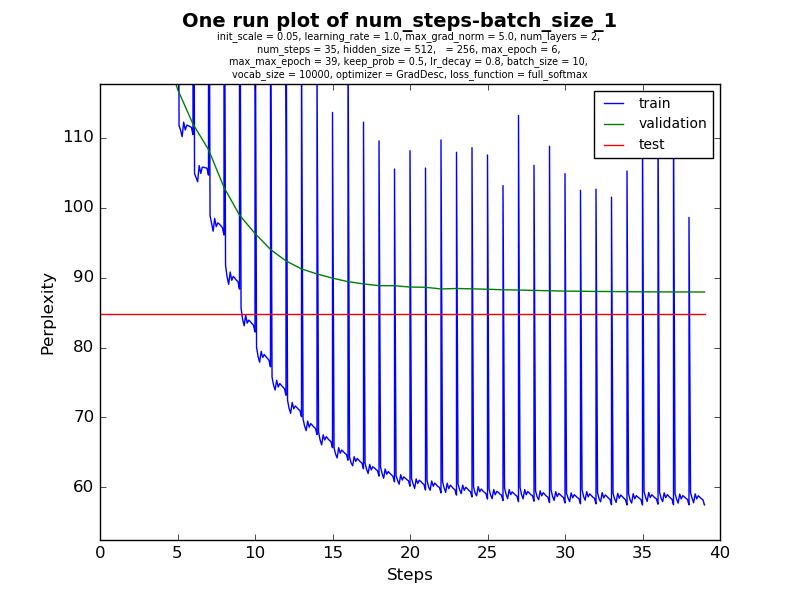 One run plot of num_steps-batch_size_1
init_scale = 0.05, learning_rate = 1.0, max_grad_norm = 5.0, num_layers = 2,
num_steps = 35, hidden_size = 512,   = 256, max_epoch = 6,
max_max_epoch = 39, keep_prob = 0.5, lr_decay = 0.8, batch_size = 10,
vocab_size = 10000, optimizer = GradDesc, loss_function = full_softmax
train
validation
test
110
100
90
80
70
60
Perplexity
0 5 10 15 20 25 30 35 40
Steps